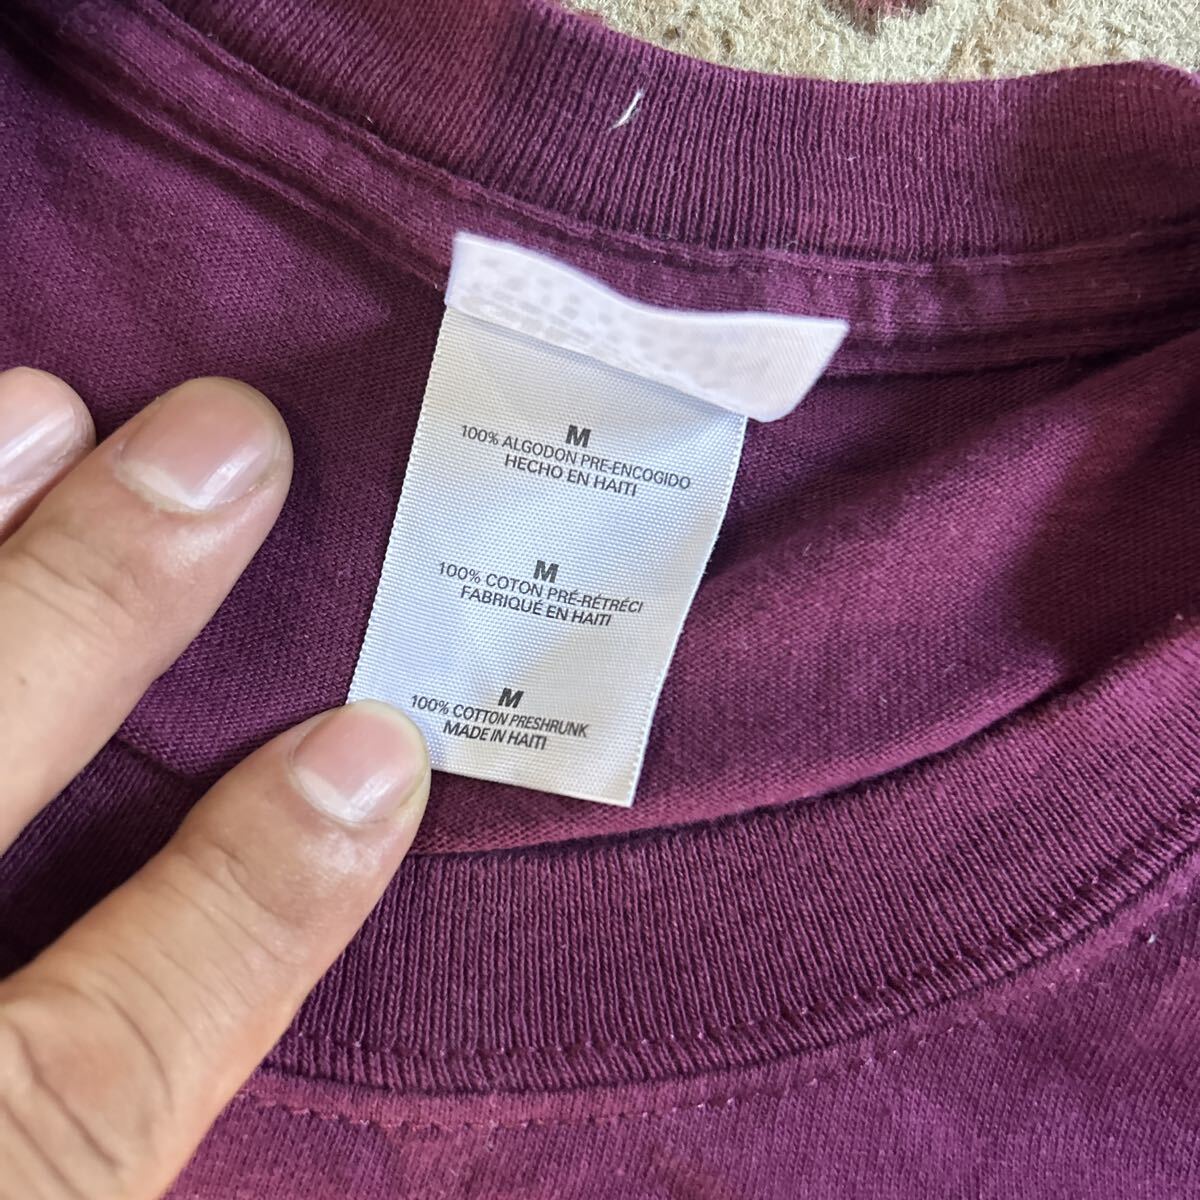 M
100% ALGODON PRE-ENCOGIDO
HECHO EN HAITI
M
100% COTON PRÉ-RÉTRÉCI
FABRIQUÉ EN HAITI
M
100% COTTON PRESHRUNK
MADE IN HAITI